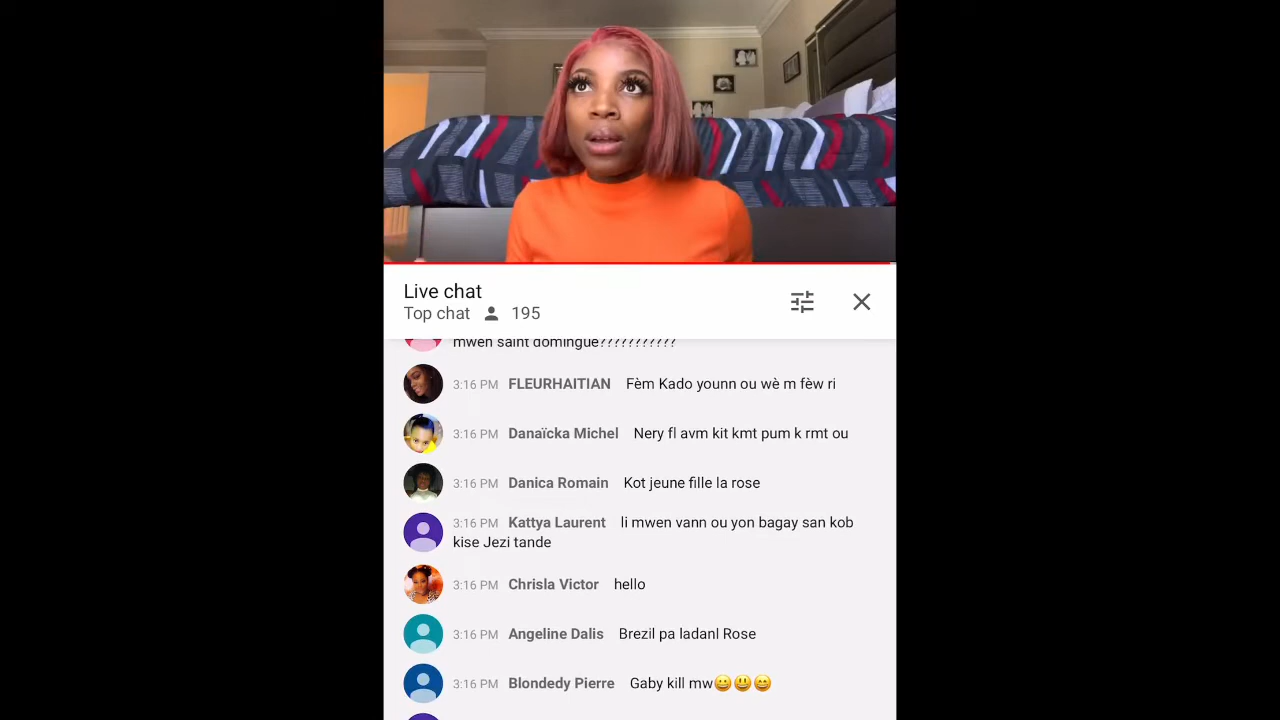 Live chat
Top chat 195
mwen saint domingue???????????
3:16 PM FLEURHAITIAN Fèm Kado younn ou wè m fèw ri
3:16 PM Danaïcka Michel Nery fl avm kit kmt pum k rmt ou
3:16 PM Danica Romain Kot jeune fille la rose
3:16 PM Kattya Laurent li mwen vann ou yon bagay san kob
kise Jezi tande
3:16 PM Chrisla Victor hello
3:16 PM Angeline Dalis Brezil pa ladanl Rose
3:16 PM Blondedy Pierre Gaby kill mw😀😃😄